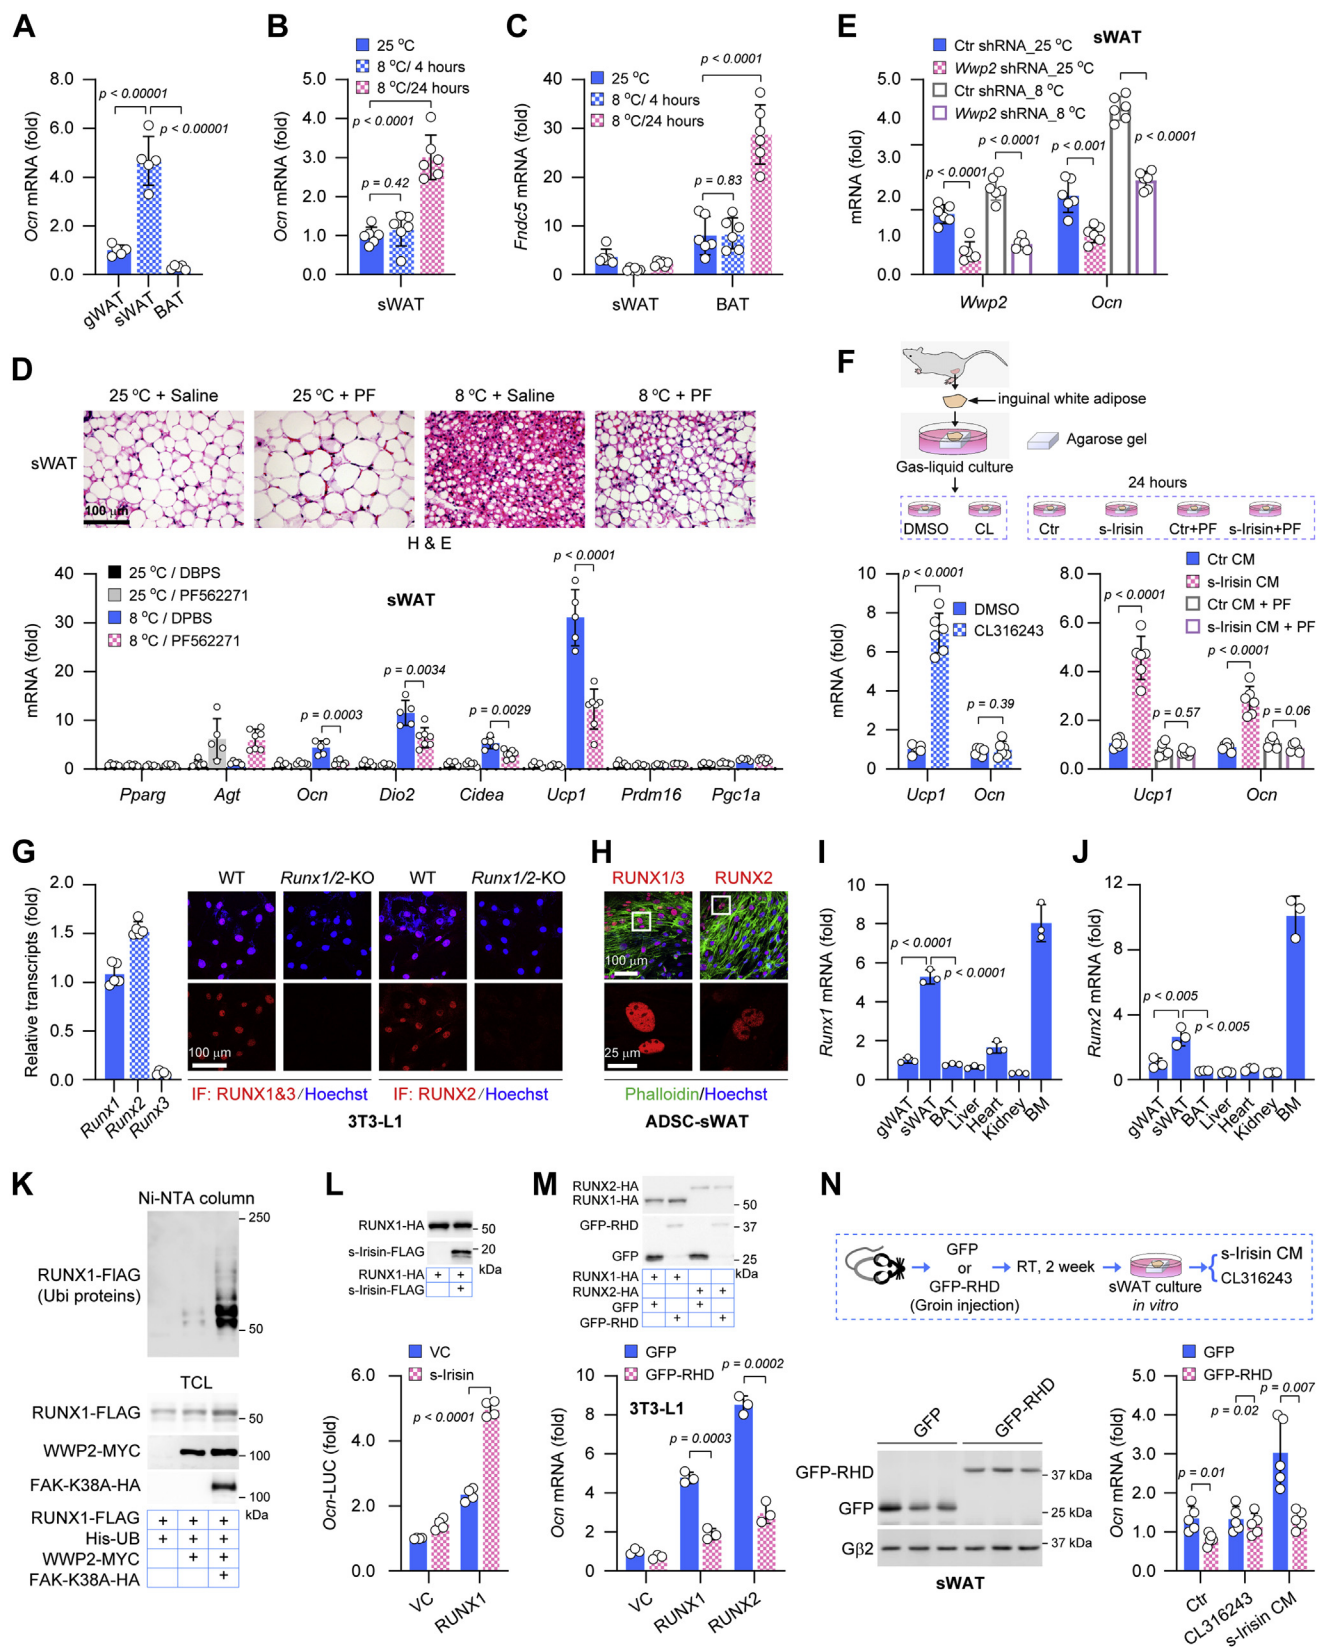 A
Ocn mRNA (fold)
8.0
6.0
4.0
2.0
0.0
p < 0.00001
p < 0.00001
gWAT
sWAT
BAT
B
25 °C
8 °C/ 4 hours
8 °C/24 hours
Ocn mRNA (fold)
5.0
4.0
3.0
2.0
1.0
0.0
p < 0.0001
p = 0.42
sWAT
C
Fndc5 mRNA (fold)
40
30
20
10
0
25 °C
8 °C/ 4 hours
8 °C/24 hours
p < 0.0001
p = 0.83
sWAT
BAT
E
sWAT
Ctr shRNA_25 °C
Wwp2 shRNA_25 °C
Ctr shRNA_8 °C
Wwp2 shRNA_8 °C
mRNA (fold)
5.0
4.0
3.0
2.0
1.0
0.0
p < 0.0001
p < 0.0001
p < 0.001
p < 0.0001
Wwp2
Ocn
D
25 °C + Saline
25 °C + PF
8 °C + Saline
8 °C + PF
sWAT
100 μm
H & E
25 °C / DBPS
25 °C / PF562271
8 °C / DPBS
8 °C / PF562271
sWAT
mRNA (fold)
40
30
20
10
0
p = 0.0003
p = 0.0034
p = 0.0029
p < 0.0001
Pparg
Agt
Ocn
Dio2
Cidea
Ucp1
Prdm16
Pgc1a
F
inguinal white adipose
Agarose gel
Gas-liquid culture
24 hours
DMSO
CL
Ctr
s-Irisin
Ctr+PF
s-Irisin+PF
mRNA (fold)
10
8
6
4
2
0
p < 0.0001
DMSO
CL316243
p = 0.39
Ucp1
Ocn
8.0
6.0
4.0
2.0
0.0
Ctr CM
s-Irisin CM
Ctr CM + PF
s-Irisin CM + PF
p < 0.0001
p < 0.0001
p = 0.57
p = 0.06
Ucp1
Ocn
G
Relative transcripts (fold)
2.0
1.5
1.0
0.5
0.0
Runx1
Runx2
Runx3
WT
Runx1/2-KO
WT
Runx1/2-KO
100 μm
IF: RUNX1&3/Hoechst
IF: RUNX2/Hoechst
3T3-L1
H
RUNX1/3
RUNX2
100 μm
25 μm
Phalloidin/Hoechst
ADSC-sWAT
I
Runx1 mRNA (fold)
10
8
6
4
2
0
p < 0.0001
p < 0.0001
gWAT
sWAT
BAT
Liver
Heart
Kidney
BM
J
Runx2 mRNA (fold)
12
8
4
0
p < 0.005
p < 0.005
gWAT
sWAT
BAT
Liver
Heart
Kidney
BM
K
Ni-NTA column
250
RUNX1-FlAG
(Ubi proteins)
50
TCL
RUNX1-FLAG
50
WWP2-MYC
100
FAK-K38A-HA
100
kDa
RUNX1-FLAG + + +
His-UB + + +
WWP2-MYC + +
FAK-K38A-HA +
L
RUNX1-HA
50
s-Irisin-FLAG
20
kDa
RUNX1-HA + +
s-Irisin-FLAG +
VC
s-Irisin
Ocn-LUC (fold)
6.0
4.0
2.0
0.0
p < 0.0001
VC
RUNX1
M
RUNX2-HA
RUNX1-HA
50
GFP-RHD
37
GFP
25
kDa
RUNX1-HA + +
RUNX2-HA + +
GFP + +
GFP-RHD + +
GFP
GFP-RHD
3T3-L1
Ocn mRNA (fold)
10
8
6
4
2
0
p = 0.0003
p = 0.0002
VC
RUNX1
RUNX2
N
GFP
or
GFP-RHD
(Groin injection)
RT, 2 week
sWAT culture
in vitro
s-Irisin CM
CL316243
GFP
GFP-RHD
GFP-RHD
37 kDa
GFP
25 kDa
Gβ2
37 kDa
sWAT
GFP
GFP-RHD
Ocn mRNA (fold)
5.0
4.0
3.0
2.0
1.0
0.0
p = 0.01
p = 0.02
p = 0.007
Ctr
CL316243
s-Irisin CM